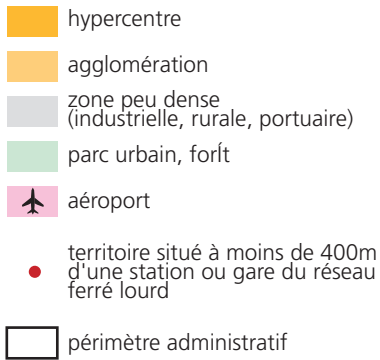 hypercentre
agglomération
zone peu dense
(industrielle, rurale, portuaire)
parc urbain, forÍt
aéroport
territoire situé à moins de 400m
d'une station ou gare du réseau
ferré lourd
périmètre administratif